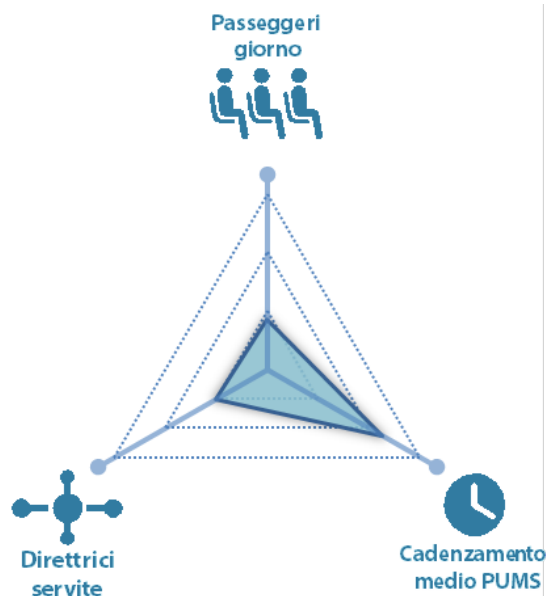 Passeggeri
giorno
Direttrici
servite
Cadenzamento
medio PUMS